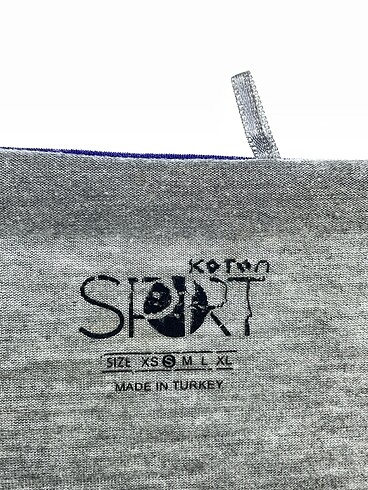 KOTON
SPORT
SIZE XS S M L XL
MADE IN TURKEY